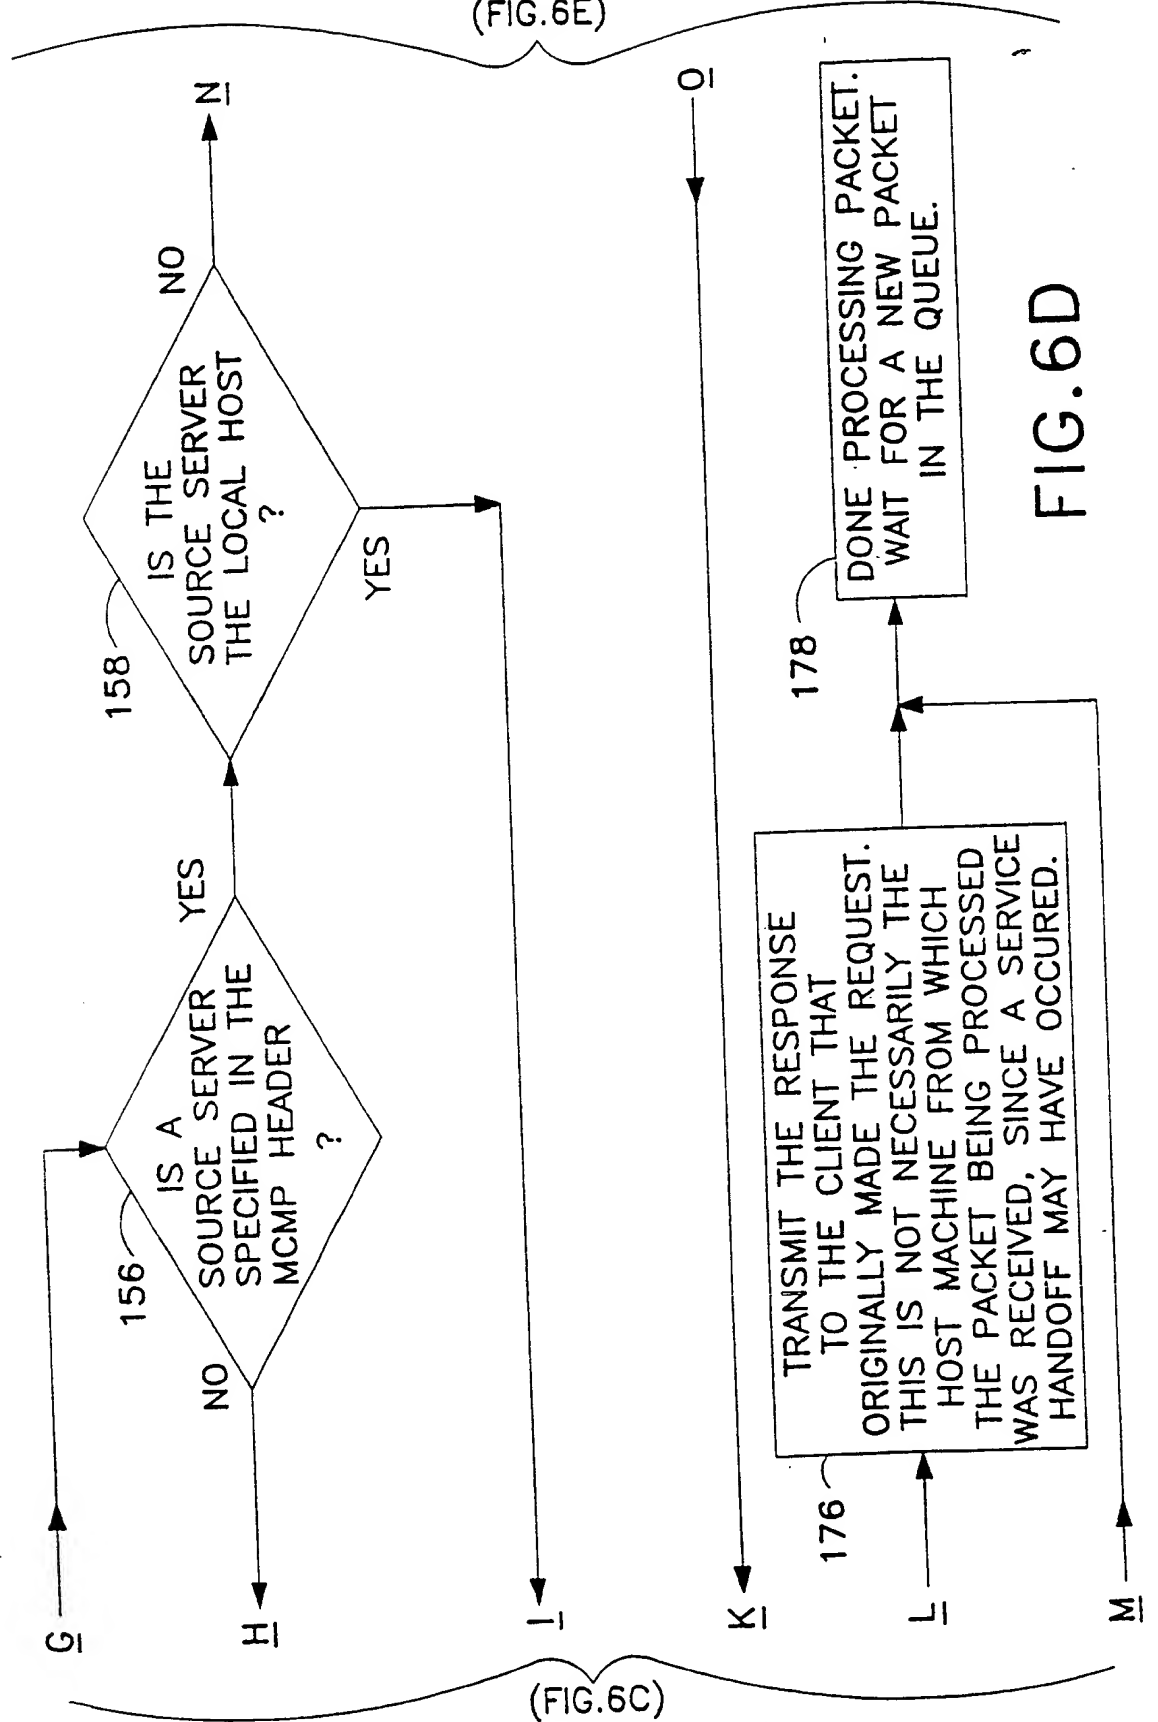 (FIG.6C)
(FIG.6E)
G
H
I
K
L
M
N
O
156
IS A
SOURCE SERVER
SPECIFIED IN THE
MCMP HEADER
?
NO
YES
158
IS THE
SOURCE SERVER
THE LOCAL HOST
?
NO
YES
176
TRANSMIT THE RESPONSE
TO THE CLIENT THAT
ORIGINALLY MADE THE REQUEST.
THIS IS NOT NECESSARILY THE
HOST MACHINE FROM WHICH
THE PACKET BEING PROCESSED
WAS RECEIVED, SINCE A SERVICE
HANDOFF MAY HAVE OCCURED.
178
DONE PROCESSING PACKET.
WAIT FOR A NEW PACKET
IN THE QUEUE.
FIG.6D